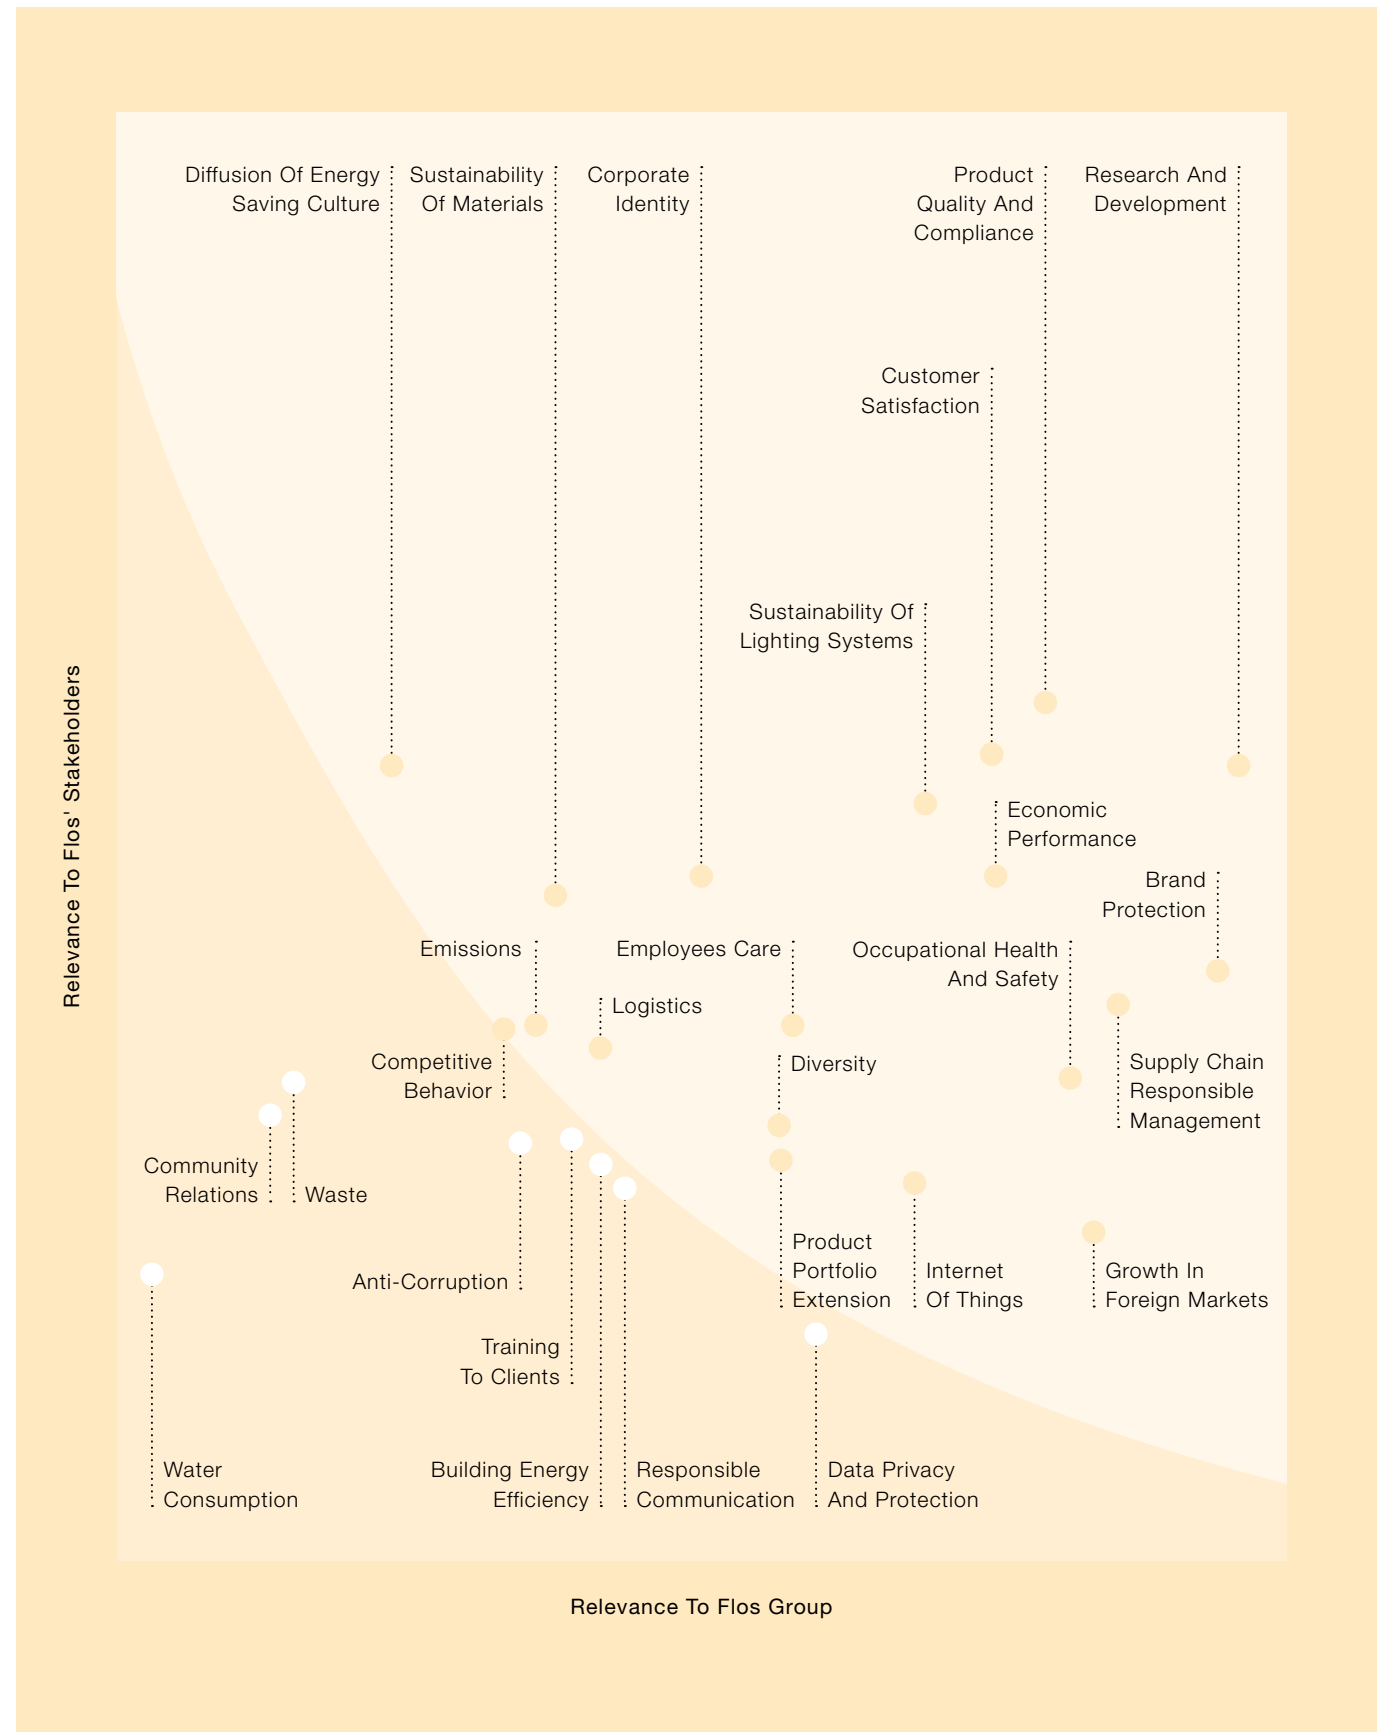 Diffusion Of Energy
Saving Culture
Sustainability
Of Materials
Corporate
Identity
Product
Quality And
Compliance
Research And
Development
Customer
Satisfaction
Sustainability Of
Lighting Systems
Economic
Performance
Brand
Protection
Emissions
Employees Care
Occupational Health
And Safety
Logistics
Competitive
Behavior
Diversity
Supply Chain
Responsible
Management
Community
Relations
Waste
Anti-Corruption
Product
Portfolio
Extension
Internet
Of Things
Growth In
Foreign Markets
Training
To Clients
Water
Consumption
Building Energy
Efficiency
Responsible
Communication
Data Privacy
And Protection
Relevance To Flos' Stakeholders
Relevance To Flos Group